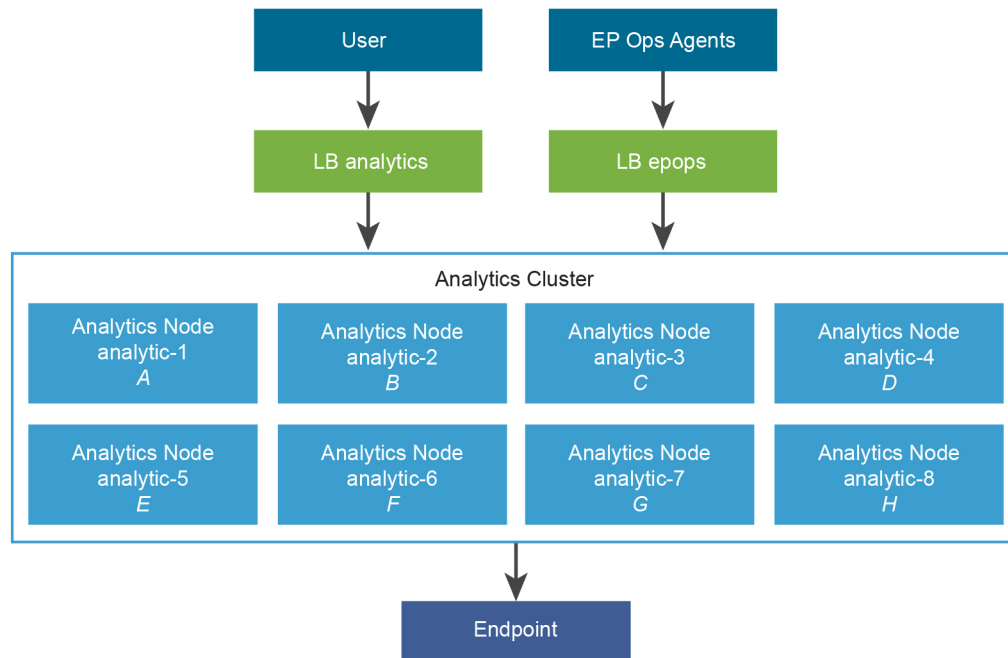 User
EP Ops Agents
LB analytics
LB epops
Analytics Cluster
Analytics Node
analytic-1
A
Analytics Node
analytic-2
B
Analytics Node
analytic-3
C
Analytics Node
analytic-4
D
Analytics Node
analytic-5
E
Analytics Node
analytic-6
F
Analytics Node
analytic-7
G
Analytics Node
analytic-8
H
Endpoint